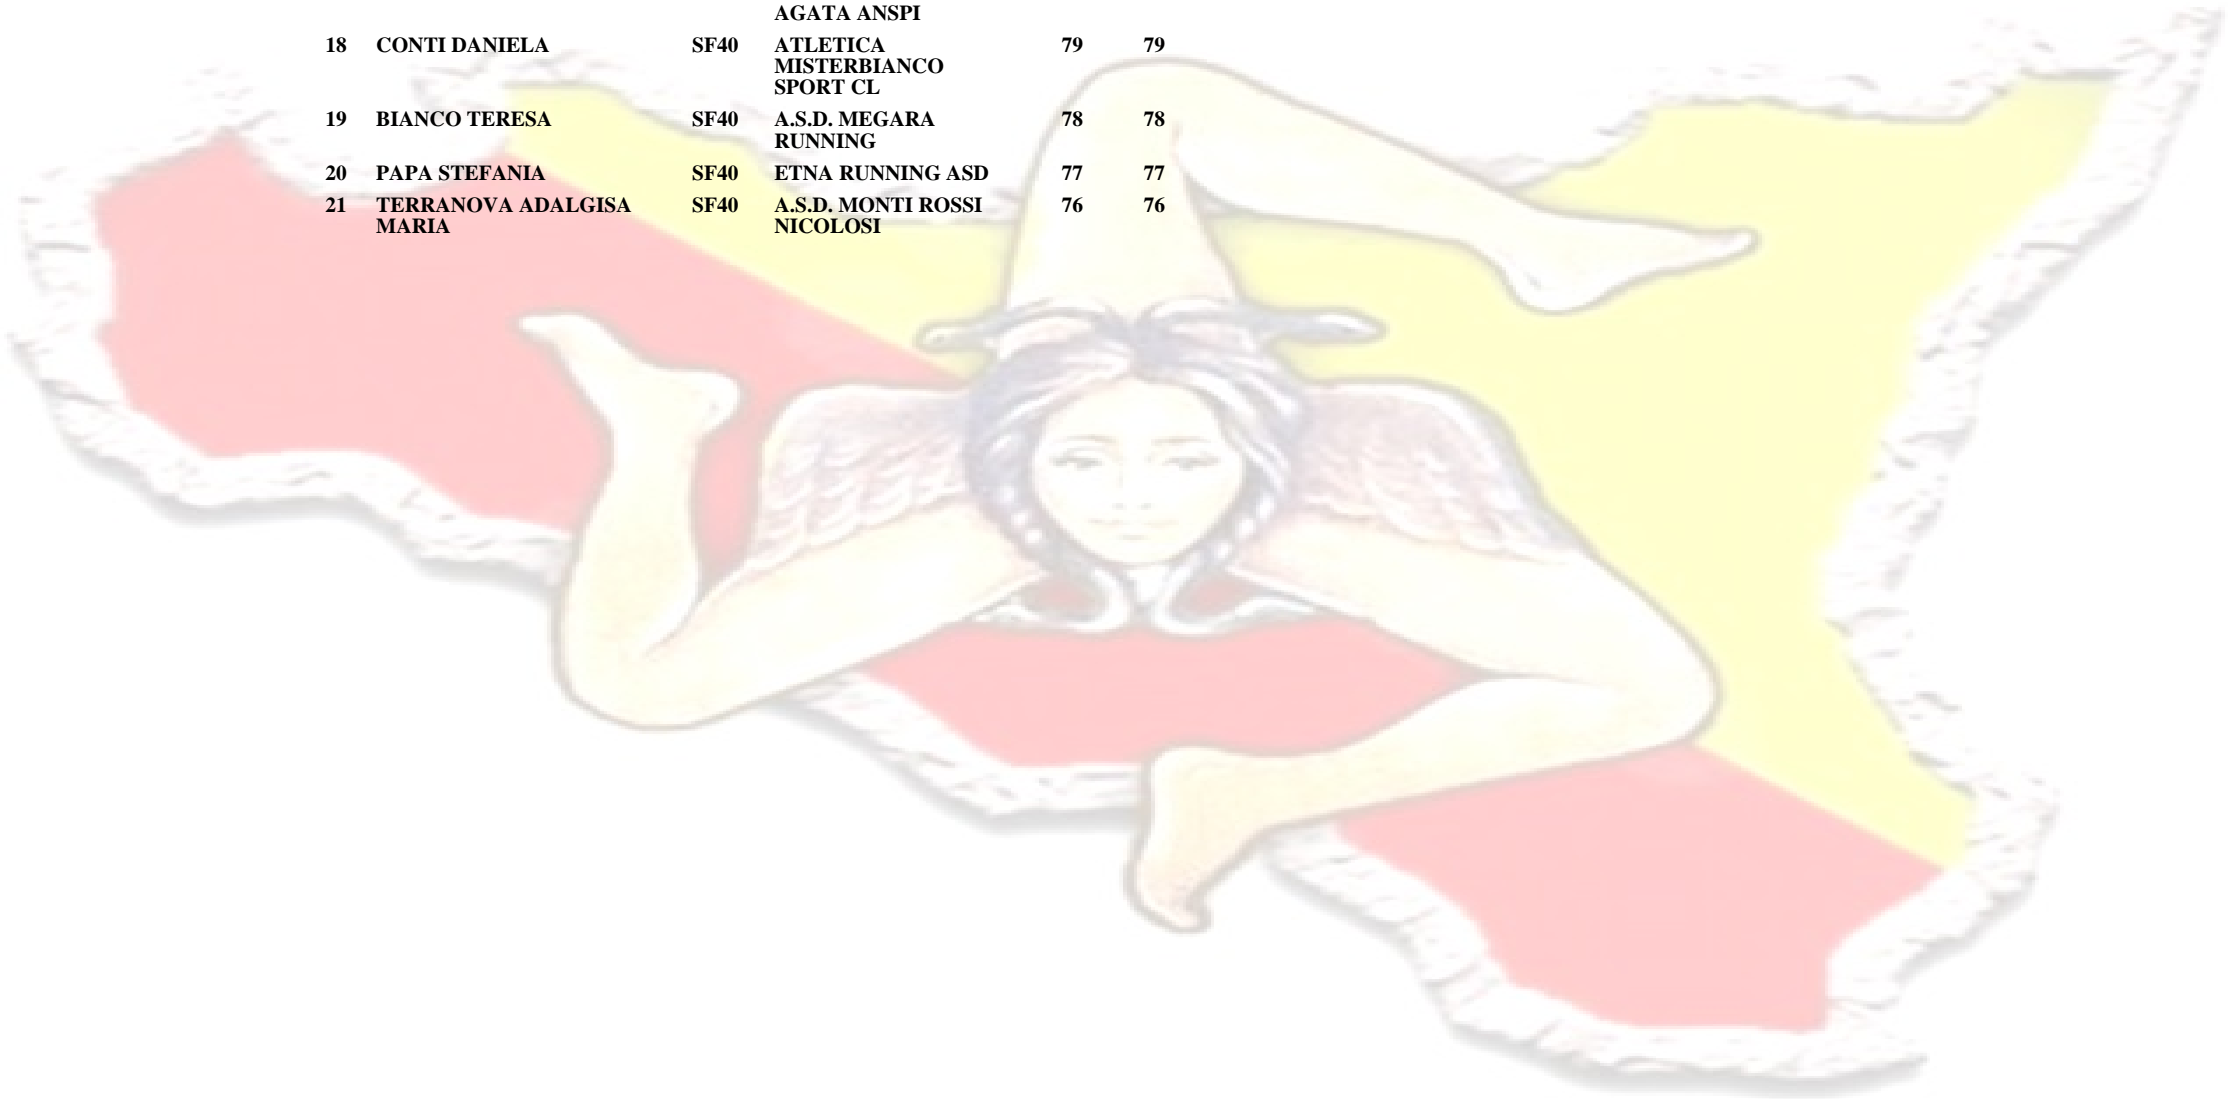 AGATA ANSPI
18 CONTI DANIELA SF40 ATLETICA 79 79
MISTERBIANCO
SPORT CL
19 BIANCO TERESA SF40 A.S.D. MEGARA 78 78
RUNNING
20 PAPA STEFANIA SF40 ETNA RUNNING ASD 77 77
21 TERRANOVA ADALGISA SF40 A.S.D. MONTI ROSSI 76 76
MARIA NICOLOSI